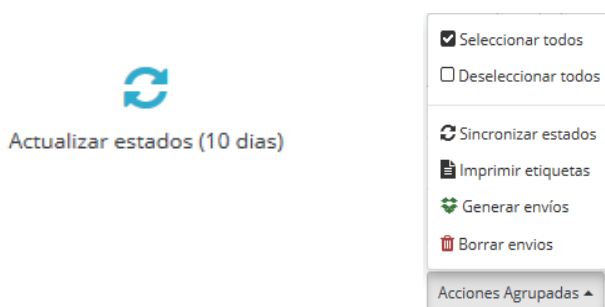 Actualizar estados (10 dias)
Seleccionar todos
Deseleccionar todos
Sincronizar estados
Imprimir etiquetas
Generar envíos
Borrar envios
Acciones Agrupadas